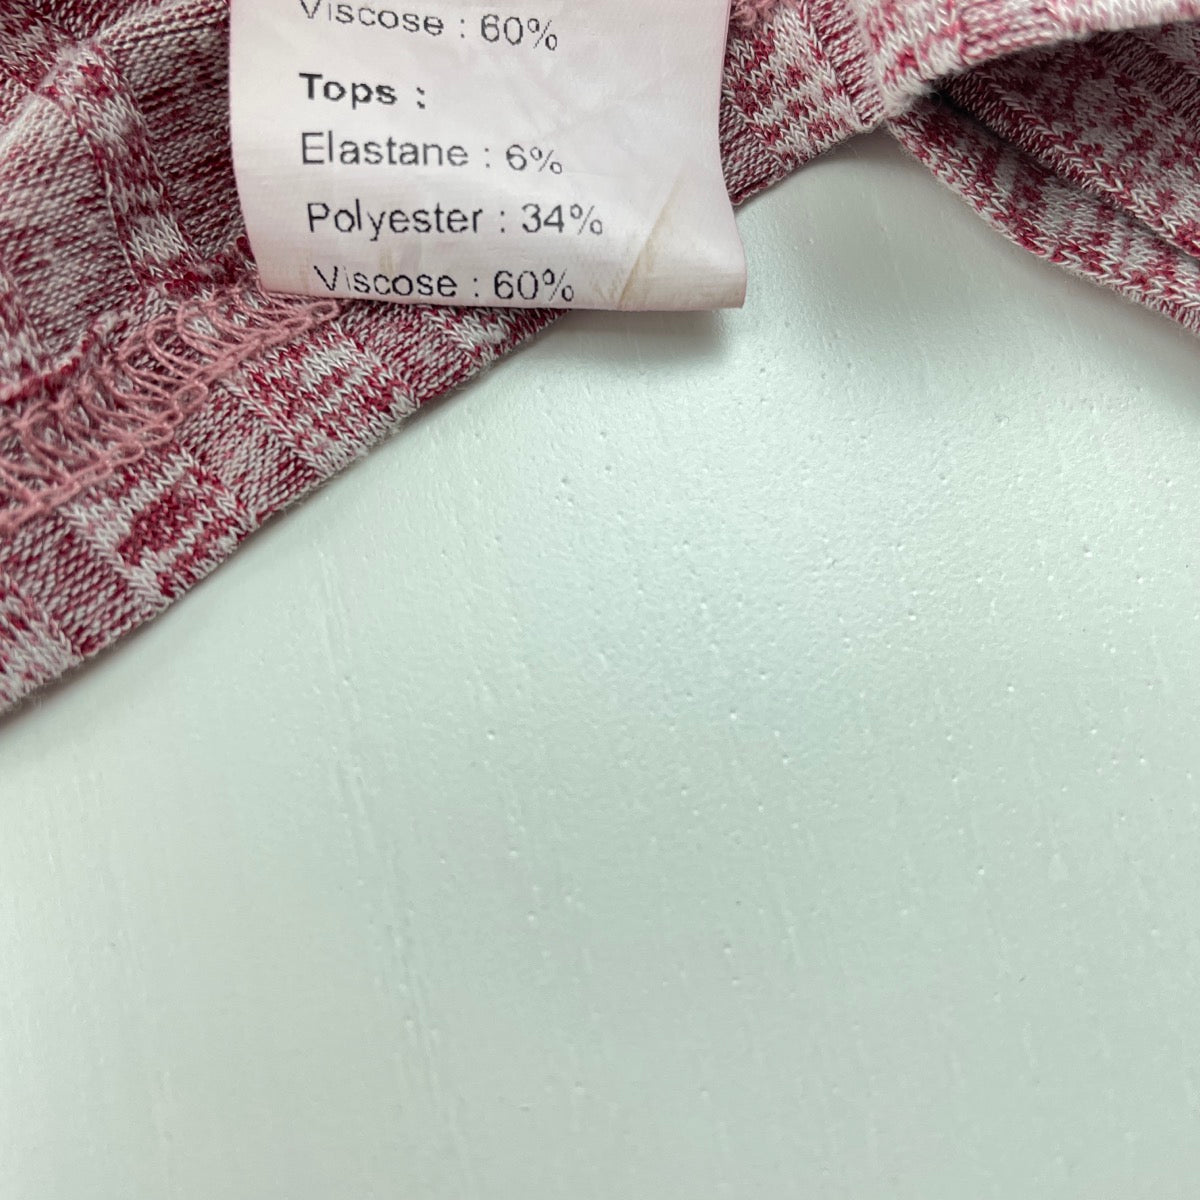 Viscose : 60%
Tops :
Elastane : 6%
Polyester : 34%
Viscose : 60%